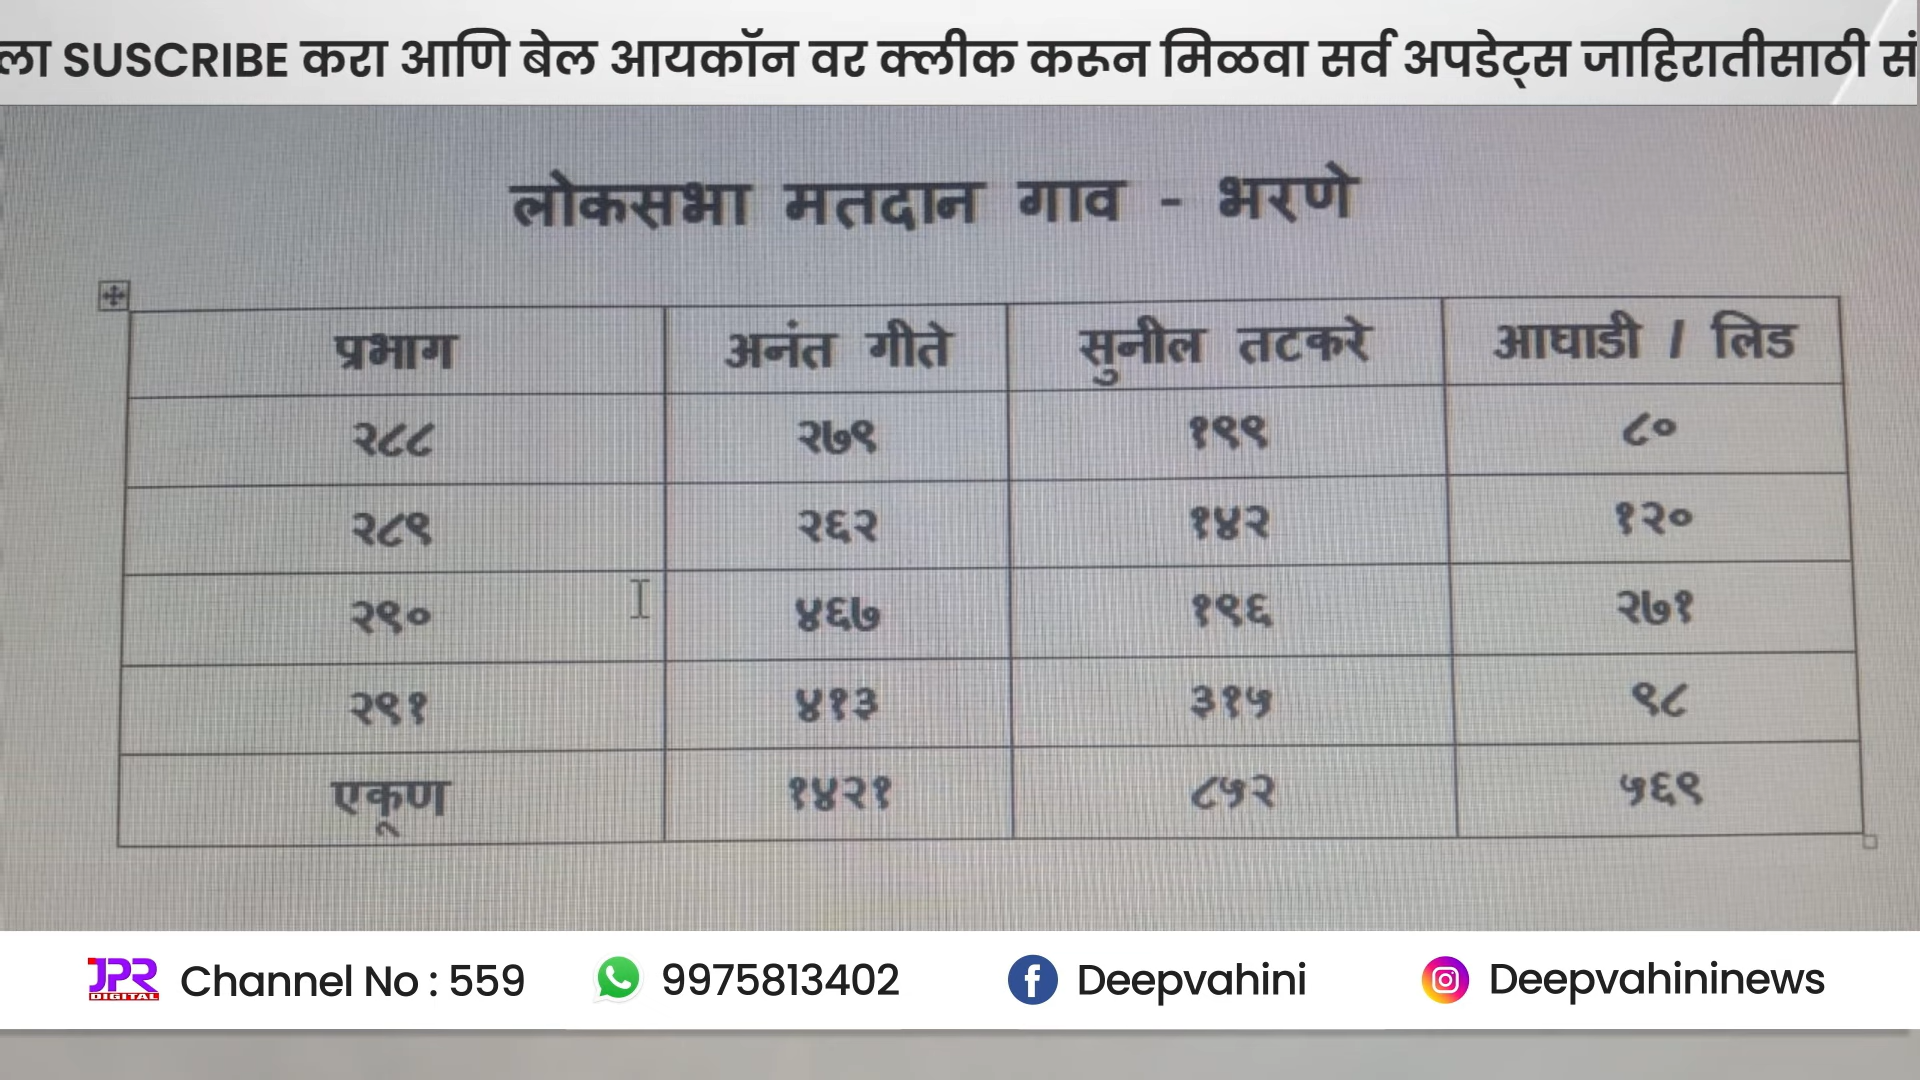 ला SUSCRIBE करा आणि बेल आयकॉन वर क्लीक करून मिळवा सर्व अपडेट्स जाहिरातीसाठी सं
लोकसभा मतदान गाव - भरणे
प्रभाग अनंत गीते सुनील तटकरे आघाडी / लिड
२८८ २७९ १९९ ८०
२८९ २६२ १४२ १२०
२९० ४६७ १९६ २७१
२९१ ४१३ ३१५ ९८
एकूण १४२१ ८५२ ५६९
JPR DIGITAL Channel No : 559 9975813402 Deepvahini Deepvahininews